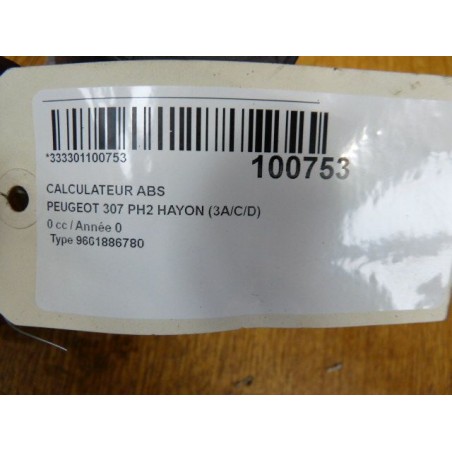 *333301100753
100753
CALCULATEUR ABS
PEUGEOT 307 PH2 HAYON (3A/C/D)
0 cc / Année 0
Type 9661886780